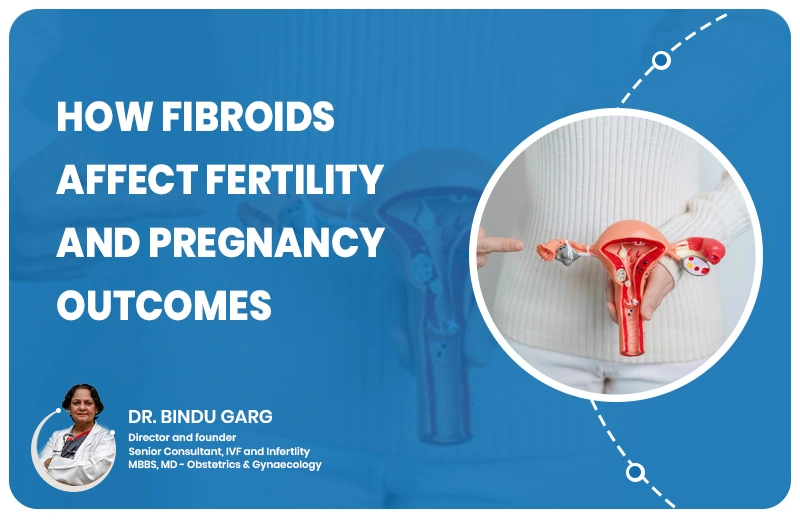 HOW FIBROIDS
AFFECT FERTILITY
AND PREGNANCY
OUTCOMES
DR. BINDU GARG
Director and founder
Senior Consultant, IVF and Infertlity
MBBS, MD - Obstetrics & Gynaecology